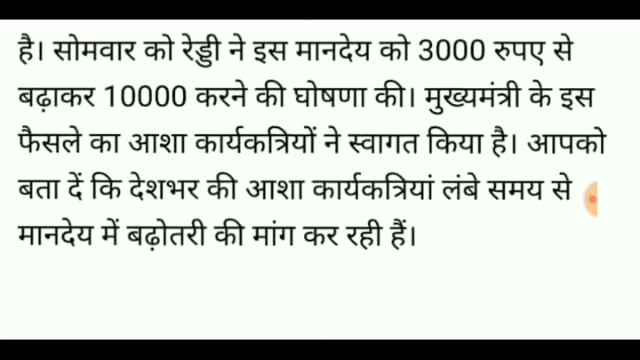 है। सोमवार को रेड्डी ने इस मानदेय को 3000 रुपए से
बढ़ाकर 10000 करने की घोषणा की। मुख्यमंत्री के इस
फैसले का आशा कार्यकत्रियों ने स्वागत किया है। आपको
बता दें कि देशभर की आशा कार्यकत्रियां लंबे समय से
मानदेय में बढ़ोतरी की मांग कर रही हैं।